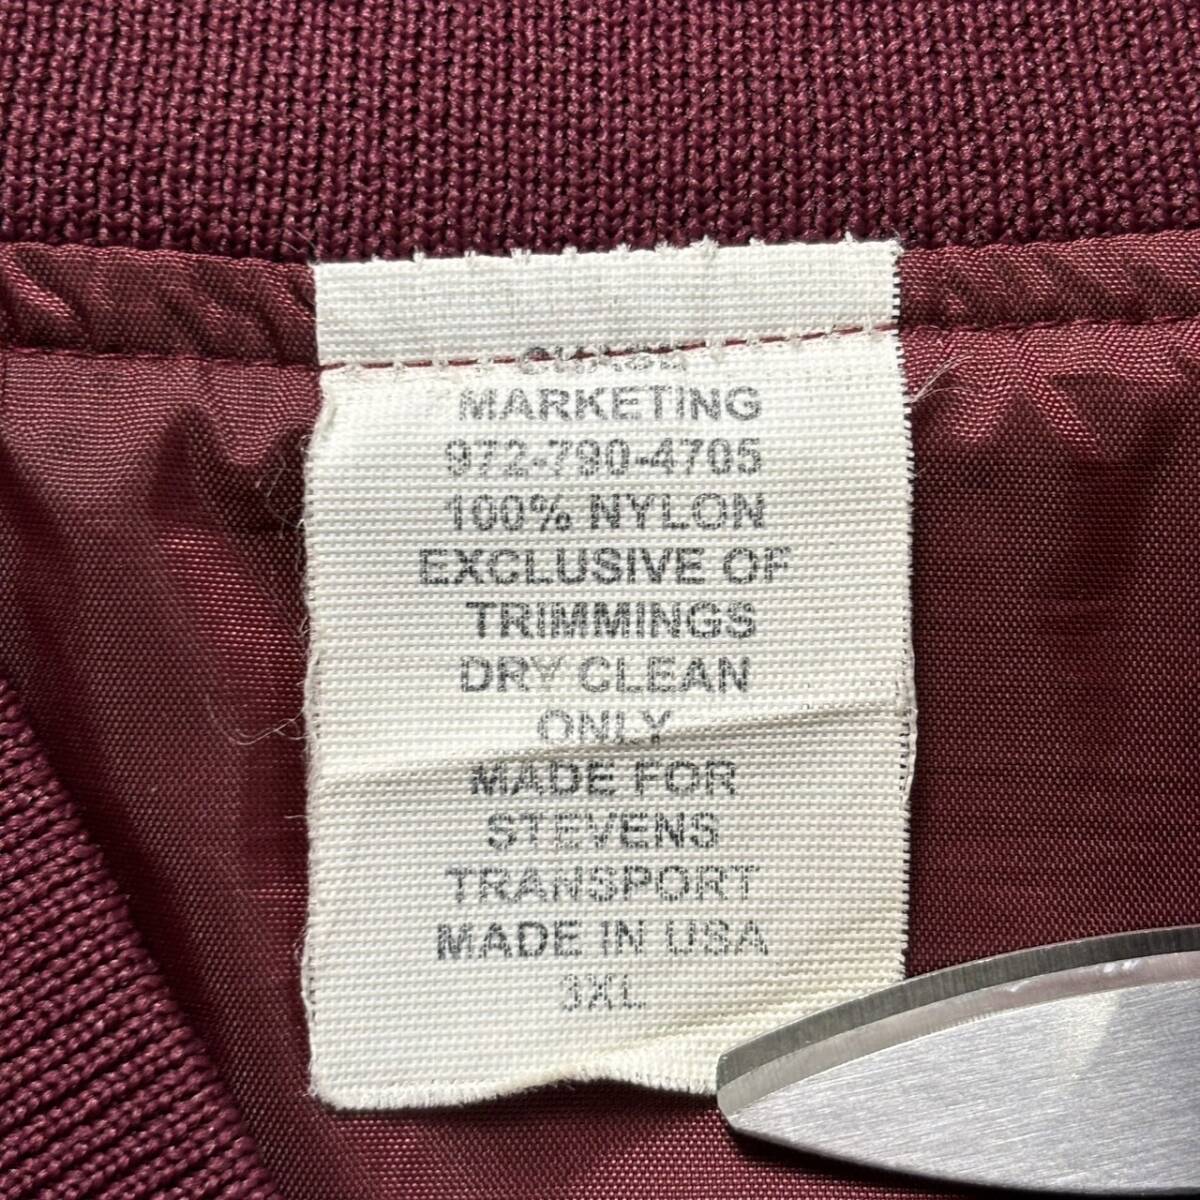 MARKETING
972-790-4705
100% NYLON
EXCLUSIVE OF
TRIMMINGS
DRY CLEAN
ONLY
MADE FOR
STEVENS
TRANSPORT
MADE IN USA
3XL